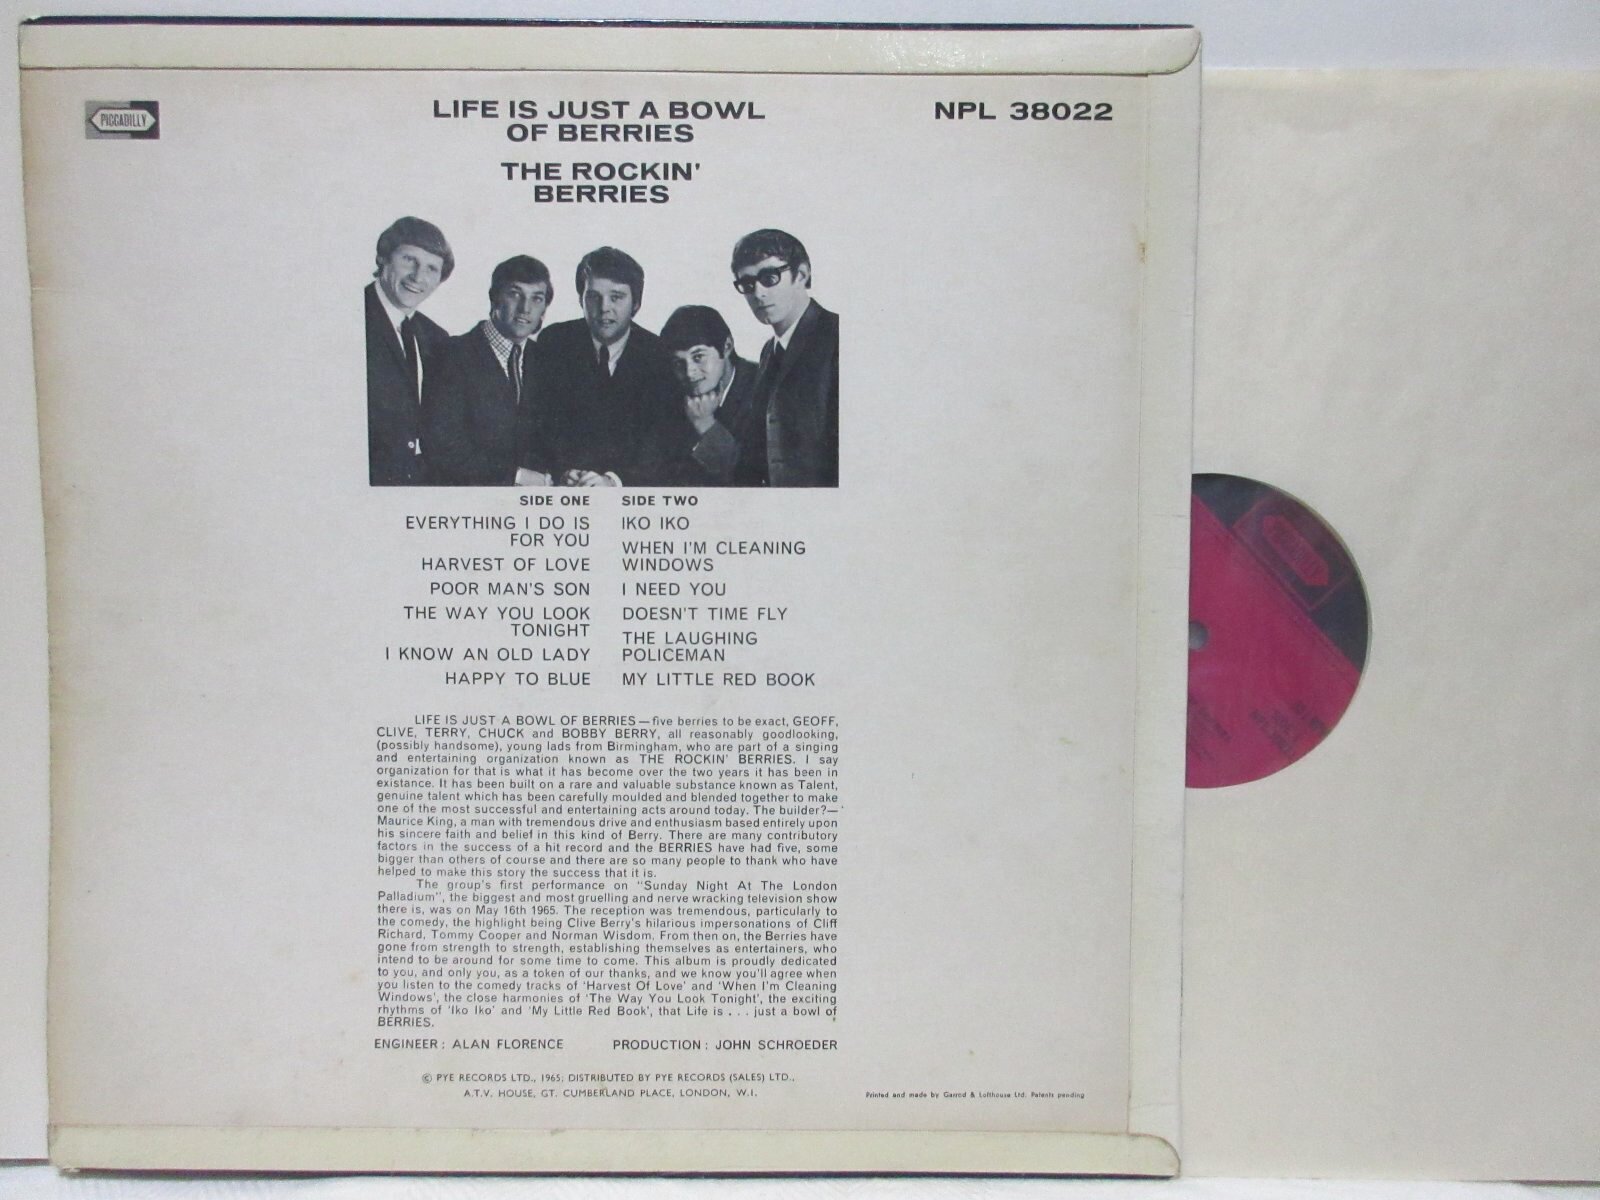 PICCADILLY
LIFE IS JUST A BOWL
OF BERRIES
NPL 38022
THE ROCKIN'
BERRIES
SIDE ONE
EVERYTHING I DO IS
FOR YOU
HARVEST OF LOVE
POOR MAN'S SON
THE WAY YOU LOOK
TONIGHT
I KNOW AN OLD LADY
HAPPY TO BLUE
SIDE TWO
IKO IKO
WHEN I'M CLEANING
WINDOWS
I NEED YOU
DOESN'T TIME FLY
THE LAUGHING
POLICEMAN
MY LITTLE RED BOOK
LIFE IS JUST A BOWL OF BERRIES—five berries to be exact, GEOFF,
CLIVE, TERRY, CHUCK and BOBBY BERRY, all reasonably goodlooking,
(possibly handsome), young lads from Birmingham, who are part of a singing
and entertaining organization known as THE ROCKIN' BERRIES. I say
organization for that is what it has become over the two years it has been in
existance. It has been built on a rare and valuable substance known as Talent,
genuine talent which has been carefully moulded and blended together to make
one of the most successful and entertaining acts around today. The builder?—
Maurice King, a man with tremendous drive and enthusiasm based entirely upon
his sincere faith and belief in this kind of Berry. There are many contributory
factors in the success of a hit record and the BERRIES have had five, some
bigger than others of course and there are so many people to thank who have
helped to make this story the success that it is.
The group's first performance on "Sunday Night At The London
Palladium", the biggest and most gruelling and nerve wracking television show
there is, was on May 16th 1965. The reception was tremendous, particularly to
the comedy, the highlight being Clive Berry's hilarious impersonations of Cliff
Richard, Tommy Cooper and Norman Wisdom. From then on, the Berries have
gone from strength to strength, establishing themselves as entertainers, who
intend to be around for some time to come. This album is proudly dedicated
to you, and only you, as a token of our thanks, and we know you'll agree when
you listen to the comedy tracks of 'Harvest Of Love' and 'When I'm Cleaning
Windows', the close harmonies of 'The Way You Look Tonight', the exciting
rhythms of 'Iko Iko' and 'My Little Red Book', that Life is . . . just a bowl of
BERRIES.
ENGINEER: ALAN FLORENCE PRODUCTION: JOHN SCHROEDER
© PYE RECORDS LTD., 1965; DISTRIBUTED BY PYE RECORDS (SALES) LTD.,
A.T.V. HOUSE, GT. CUMBERLAND PLACE, LONDON, W.1.
Printed and made by Garrod & Lofthouse Ltd. Patents pending